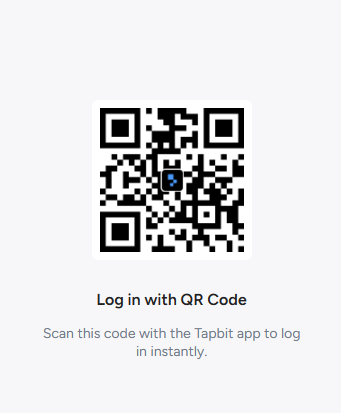 Log in with QR Code
Scan this code with the Tapbit app to log
in instantly.